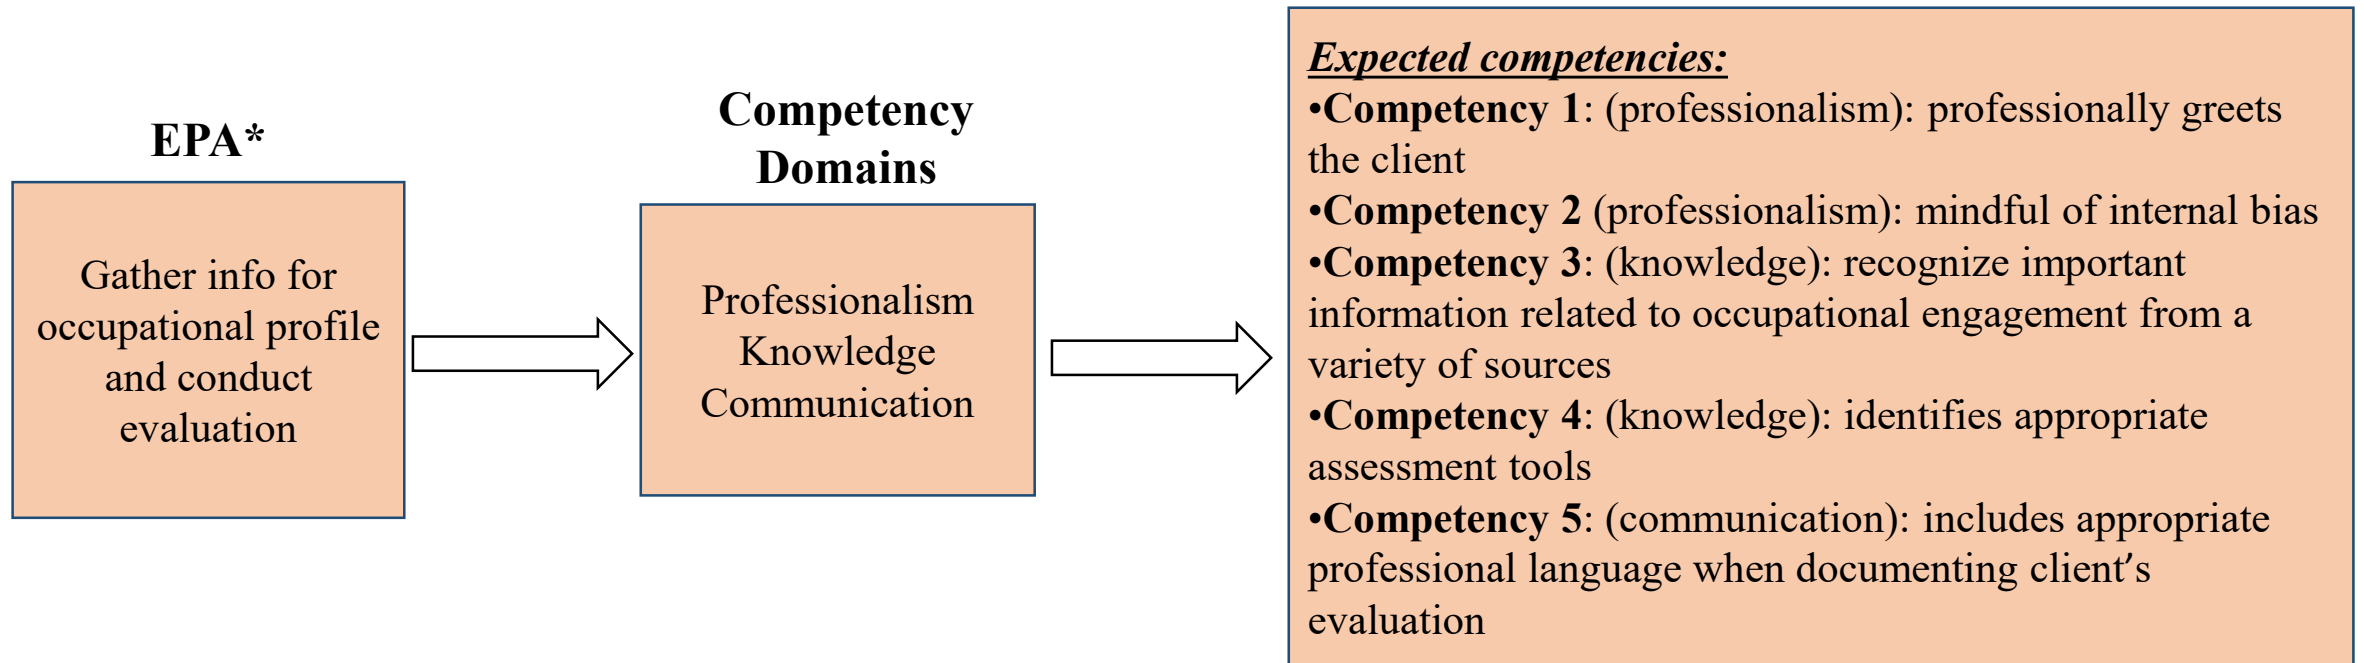 EPA*
Gather info for
occupational profile
and conduct
evaluation
Competency
Domains
Professionalism
Knowledge
Communication
Expected competencies:
•Competency 1: (professionalism): professionally greets
the client
•Competency 2 (professionalism): mindful of internal bias
•Competency 3: (knowledge): recognize important
information related to occupational engagement from a
variety of sources
•Competency 4: (knowledge): identifies appropriate
assessment tools
•Competency 5: (communication): includes appropriate
professional language when documenting client’s
evaluation